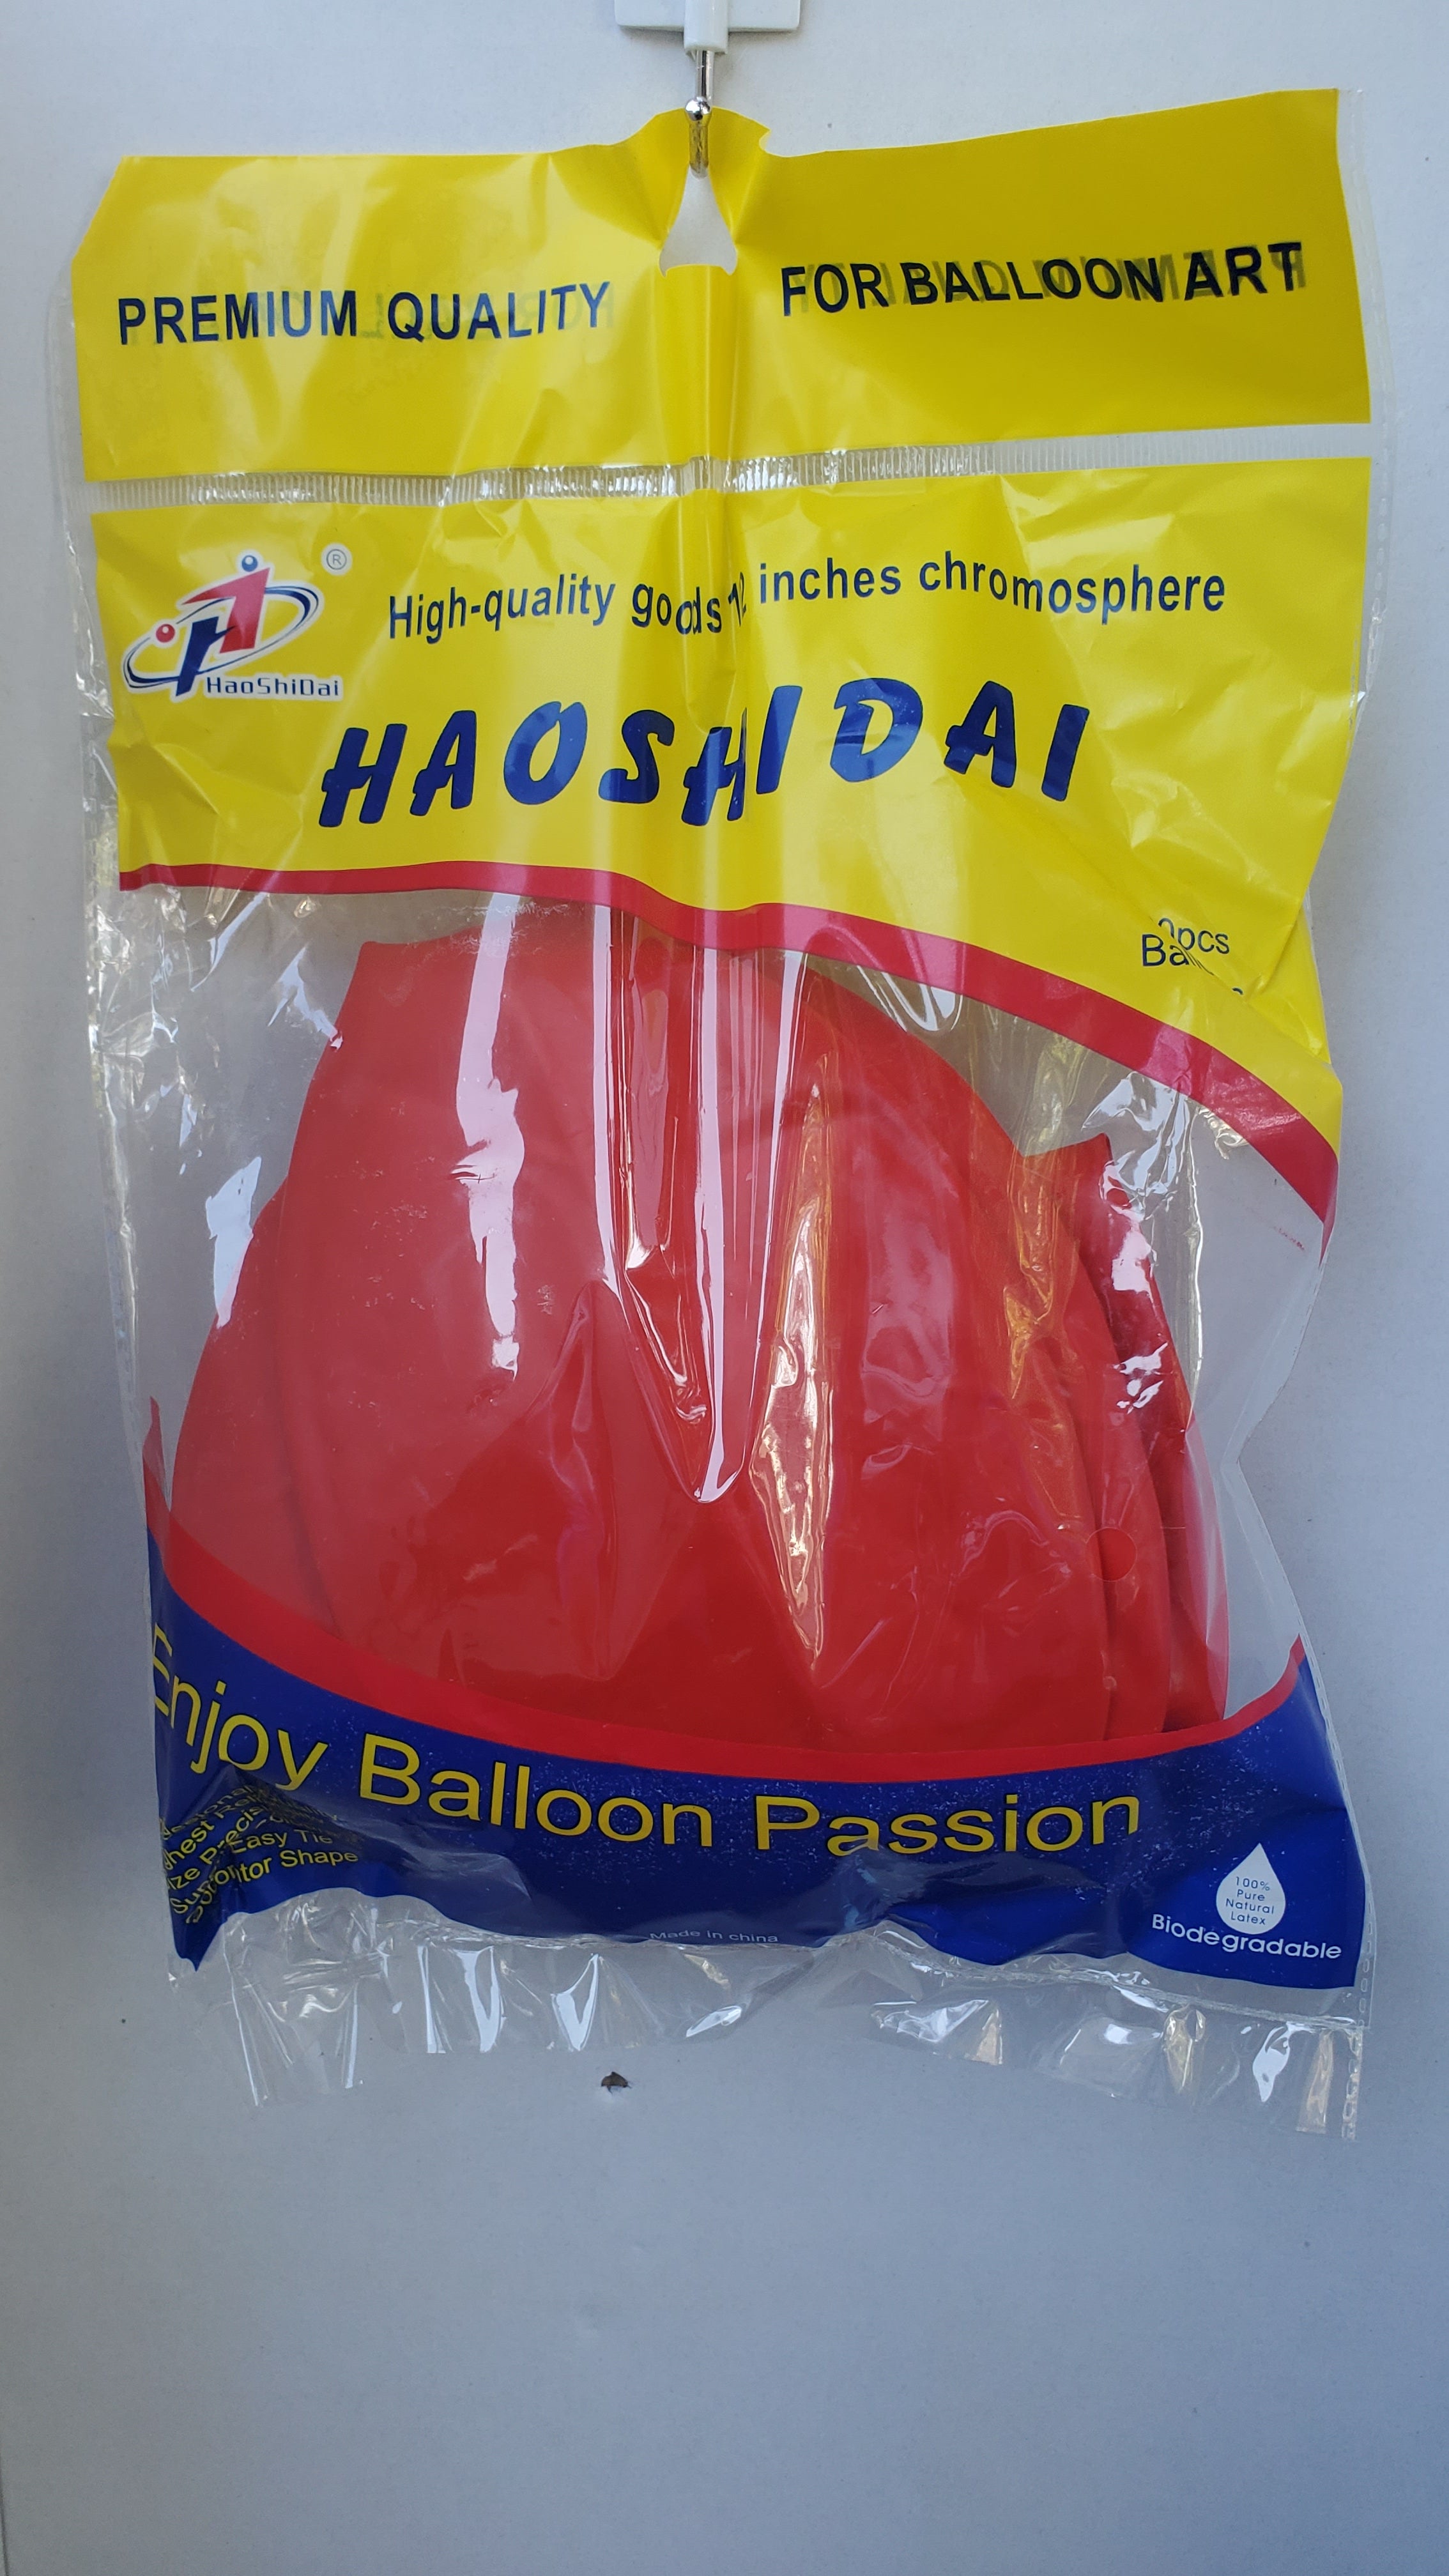 PREMIUM QUALITY FOR BALLOON ART
®
High-quality goods 12 inches chromosphere
HaoShiDai
HAOSHIDAI
Enjoy Balloon Passion
Easy Tie
Shape
100%
Pure
Natural
Latex
Biodegradable
Made in china